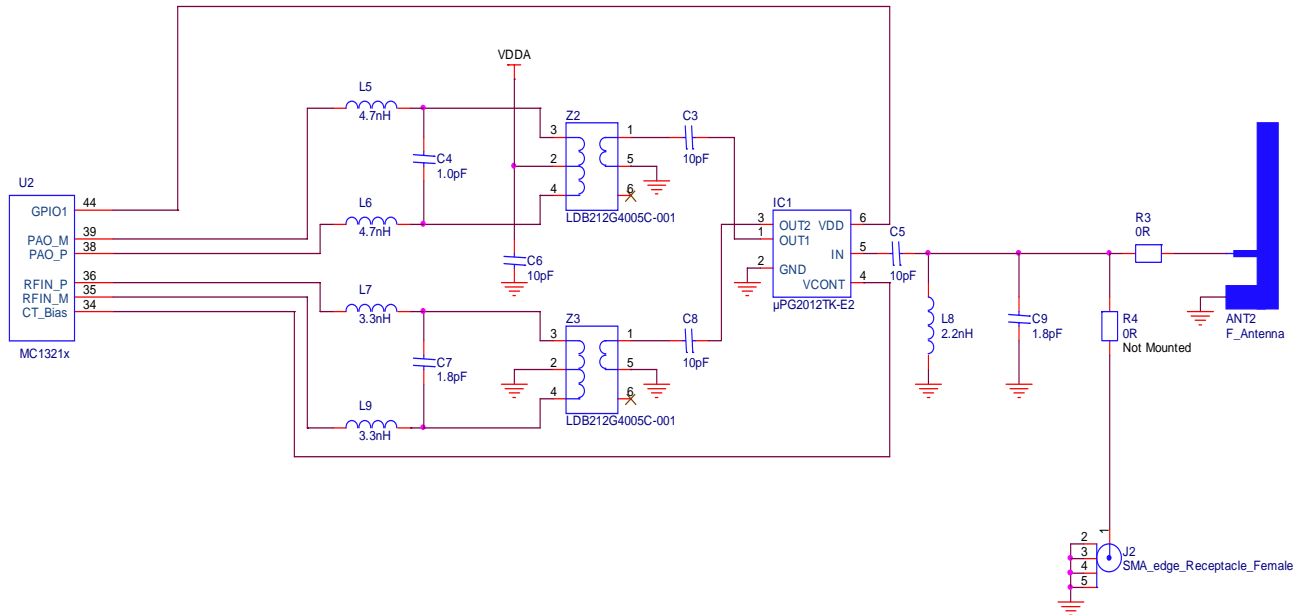 VDDA
L5
4.7nH
C4
1.0pF
L6
4.7nH
Z2
3
2
4
1
5
6
LDB212G4005C-001
C3
10pF
C6
10pF
U2
GPIO1 44
PAO_M 39
PAO_P 38
RFIN_P 36
RFIN_M 35
CT_Bias 34
MC1321x
L7
3.3nH
C7
1.8pF
L9
3.3nH
Z3
3
2
4
1
5
6
LDB212G4005C-001
C8
10pF
IC1
3 OUT2 VDD 6
1 OUT1
IN 5
2 GND
VCONT 4
µPG2012TK-E2
C5
10pF
L8
2.2nH
C9
1.8pF
R3
0R
R4
0R
Not Mounted
ANT2
F_Antenna
1
2
3
4
5
J2
SMA_edge_Receptacle_Female